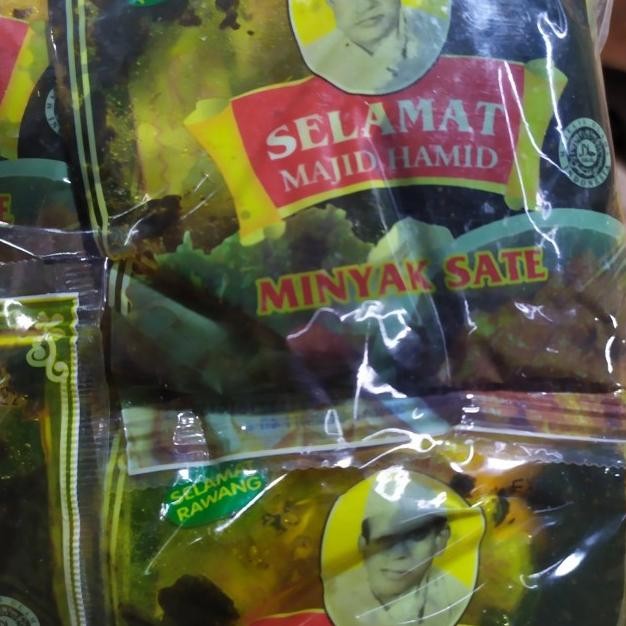 SELAMAT
MAJID HAMID
MINYAK SATE
SELAMAT
RAWANG